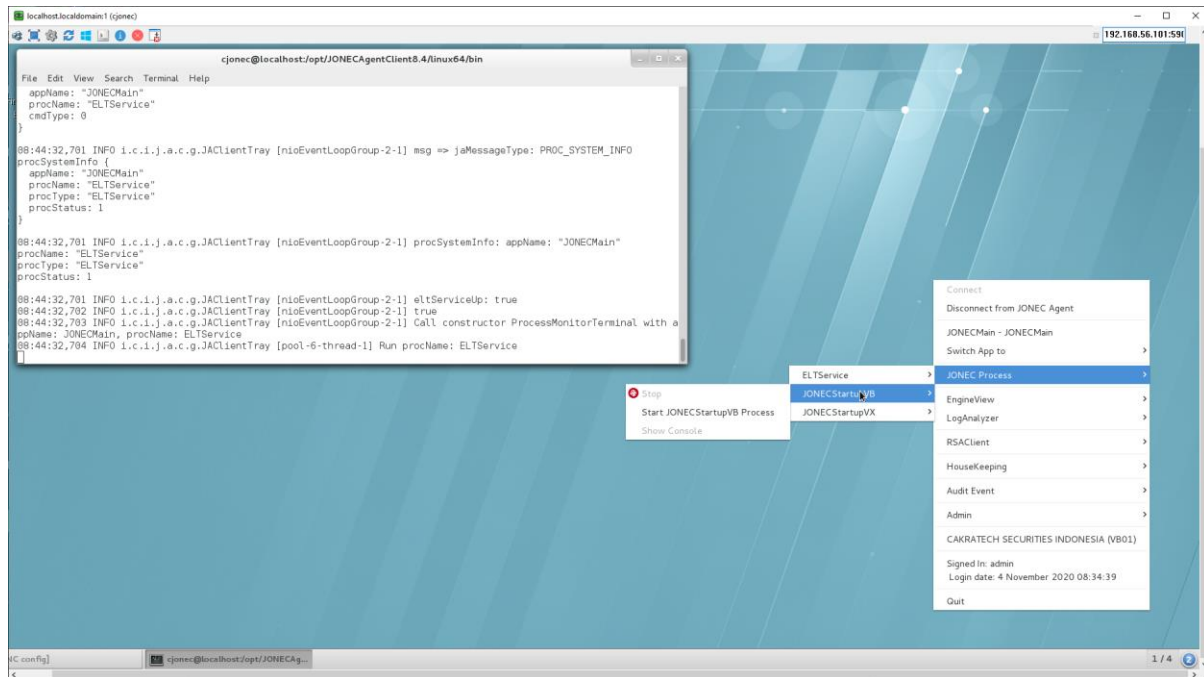 localhost.localdomain:1 (cjonec)
192.168.56.101:590
cjonec@localhost:/opt/JONECAgentClient8.4/linux64/bin
File Edit View Search Terminal Help
appName: "JONECMain"
procName: "ELTService"
cmdType: 0
}
08:44:32,701 INFO i.c.i.j.a.c.g.JAClientTray [nioEventLoopGroup-2-1] msg => jaMessageType: PROC_SYSTEM_INFO
procSystemInfo {
appName: "JONECMain"
procName: "ELTService"
procType: "ELTService"
procStatus: 1
}
08:44:32,701 INFO i.c.i.j.a.c.g.JAClientTray [nioEventLoopGroup-2-1] procSystemInfo: appName: "JONECMain"
procName: "ELTService"
procType: "ELTService"
procStatus: 1
08:44:32,701 INFO i.c.i.j.a.c.g.JAClientTray [nioEventLoopGroup-2-1] eltServiceUp: true
08:44:32,702 INFO i.c.i.j.a.c.g.JAClientTray [nioEventLoopGroup-2-1] true
08:44:32,703 INFO i.c.i.j.a.c.g.JAClientTray [nioEventLoopGroup-2-1] Call constructor ProcessMonitorTerminal with a
ppName: JONECMain, procName: ELTService
08:44:32,704 INFO i.c.i.j.a.c.g.JAClientTray [pool-6-thread-1] Run procName: ELTService
Stop
Start JONECStartupVB Process
Show Console
ELTService
JONECStartupVB
JONECStartupVX
Connect
Disconnect from JONEC Agent
JONECMain - JONECMain
Switch App to
JONEC Process
EngineView
LogAnalyzer
RSAClient
HouseKeeping
Audit Event
Admin
CAKRATECH SECURITIES INDONESIA (VB01)
Signed In: admin
Login date: 4 November 2020 08:34:39
Quit
C config]
cjonec@localhost:/opt/JONECAg...
1 / 4